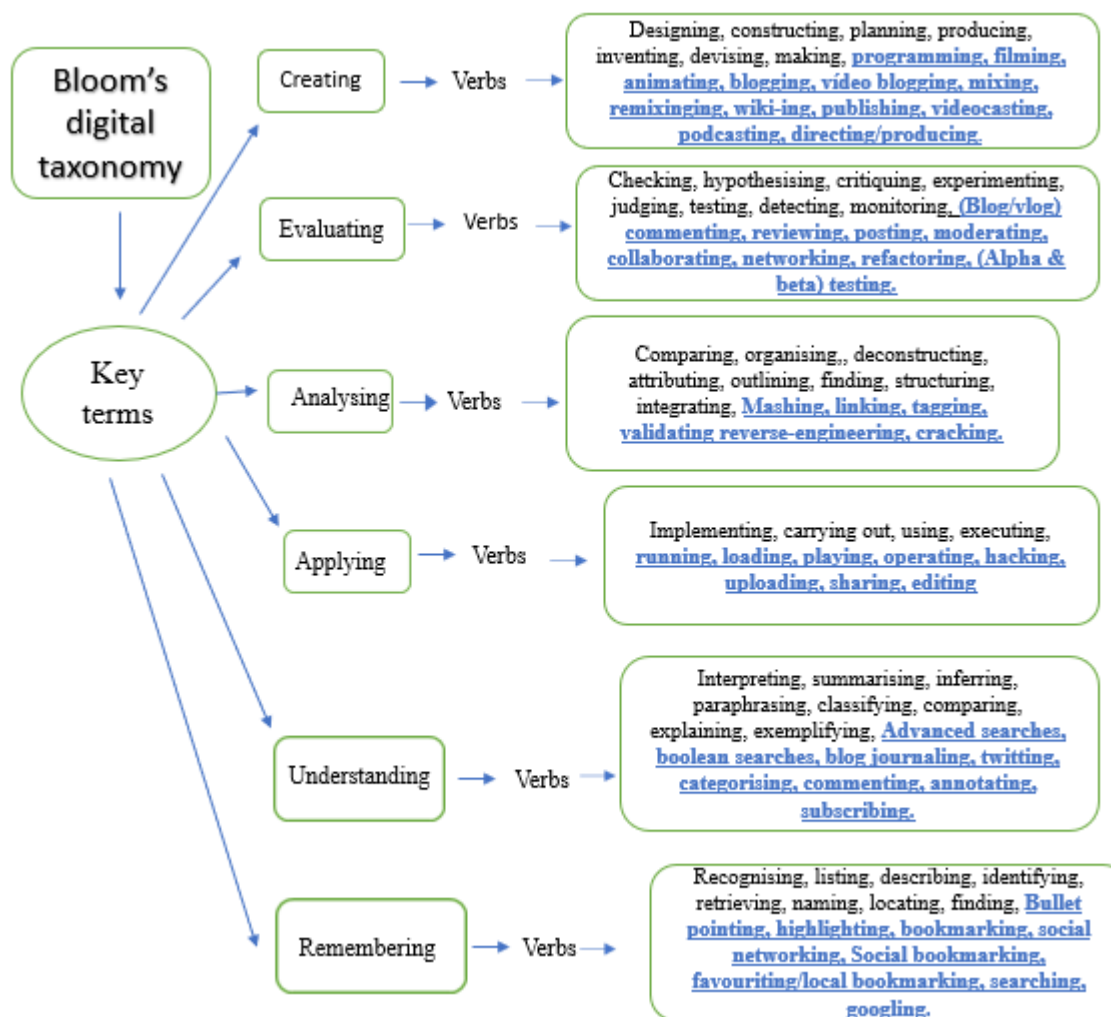 Bloom's
digital
taxonomy
Creating
Verbs
Designing, constructing, planning, producing,
inventing, devising, making, programming, filming,
animating, blogging, vídeo blogging, mixing,
remixinging, wiki-ing, publishing, videocasting,
podcasting, directing/producing.
Evaluating
Verbs
Checking, hypothesising, critiquing, experimenting,
judging, testing, detecting, monitoring, (Blog/vlog)
commenting, reviewing, posting, moderating,
collaborating, networking, refactoring, (Alpha &
beta) testing.
Key
terms
Analysing
Verbs
Comparing, organising,, deconstructing,
attributing, outlining, finding, structuring,
integrating, Mashing, linking, tagging,
validating reverse-engineering, cracking.
Applying
Verbs
Implementing, carrying out, using, executing,
running, loading, playing, operating, hacking,
uploading, sharing, editing
Understanding
Verbs
Interpreting, summarising, inferring,
paraphrasing, classifying, comparing,
explaining, exemplifying, Advanced searches,
boolean searches, blog journaling, twitting,
categorising, commenting, annotating,
subscribing.
Remembering
Verbs
Recognising, listing, describing, identifying,
retrieving, naming, locating, finding, Bullet
pointing, highlighting, bookmarking, social
networking, Social bookmarking,
favouriting/local bookmarking, searching,
googling.